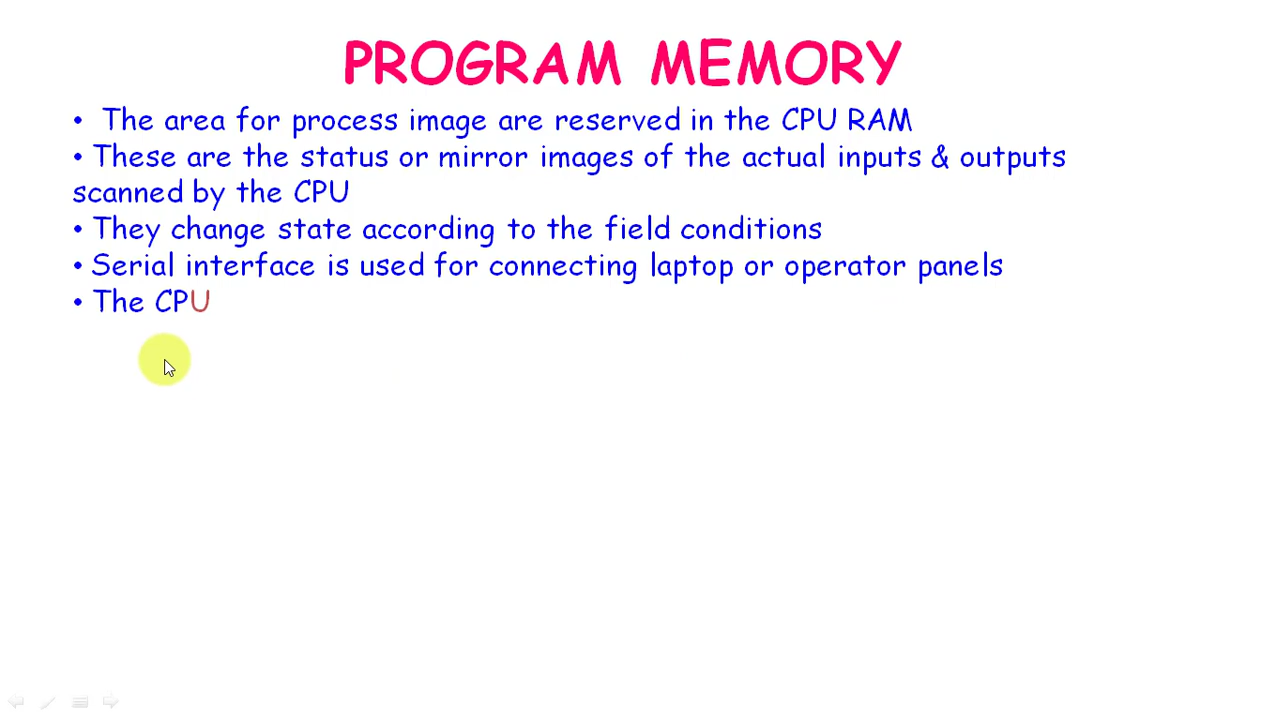 PROGRAM MEMORY
• The area for process image are reserved in the CPU RAM
• These are the status or mirror images of the actual inputs & outputs
scanned by the CPU
• They change state according to the field conditions
• Serial interface is used for connecting laptop or operator panels
• The CPU